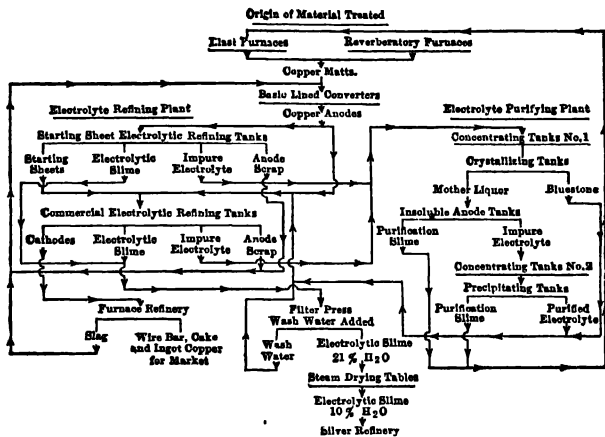 Origin of Material Treated
Blast Furnaces Reverberatory Furnaces
Copper Matts.
Basic Lined Converters
Copper Anodes
Electrolyte Refining Plant
Electrolyte Purifying Plant
Starting Sheet Electrolytic Refining Tanks
Concentrating Tanks No.1
Starting Sheets
Electrolytic Slime
Impure Electrolyte
Anode Scrap
Crystallizing Tanks
Mother Liquor
Bluestone
Commercial Electrolytic Refining Tanks
Insoluble Anode Tanks
Cathodes
Electrolytic Slime
Impure Electrolyte
Anode Scrap
Purification Slime
Impure Electrolyte
Concentrating Tanks No.2
Precipitating Tanks
Furnace Refinery
Filter Press
Wash Water Added
Purification Slime
Purified Electrolyte
Slag
Wire Bar, Cake
and Ingot Copper
for Market
Wash Water
Electrolytic Slime
21 % H2O
Steam Drying Tables
Electrolytic Slime
10 % H2O
Silver Refinery